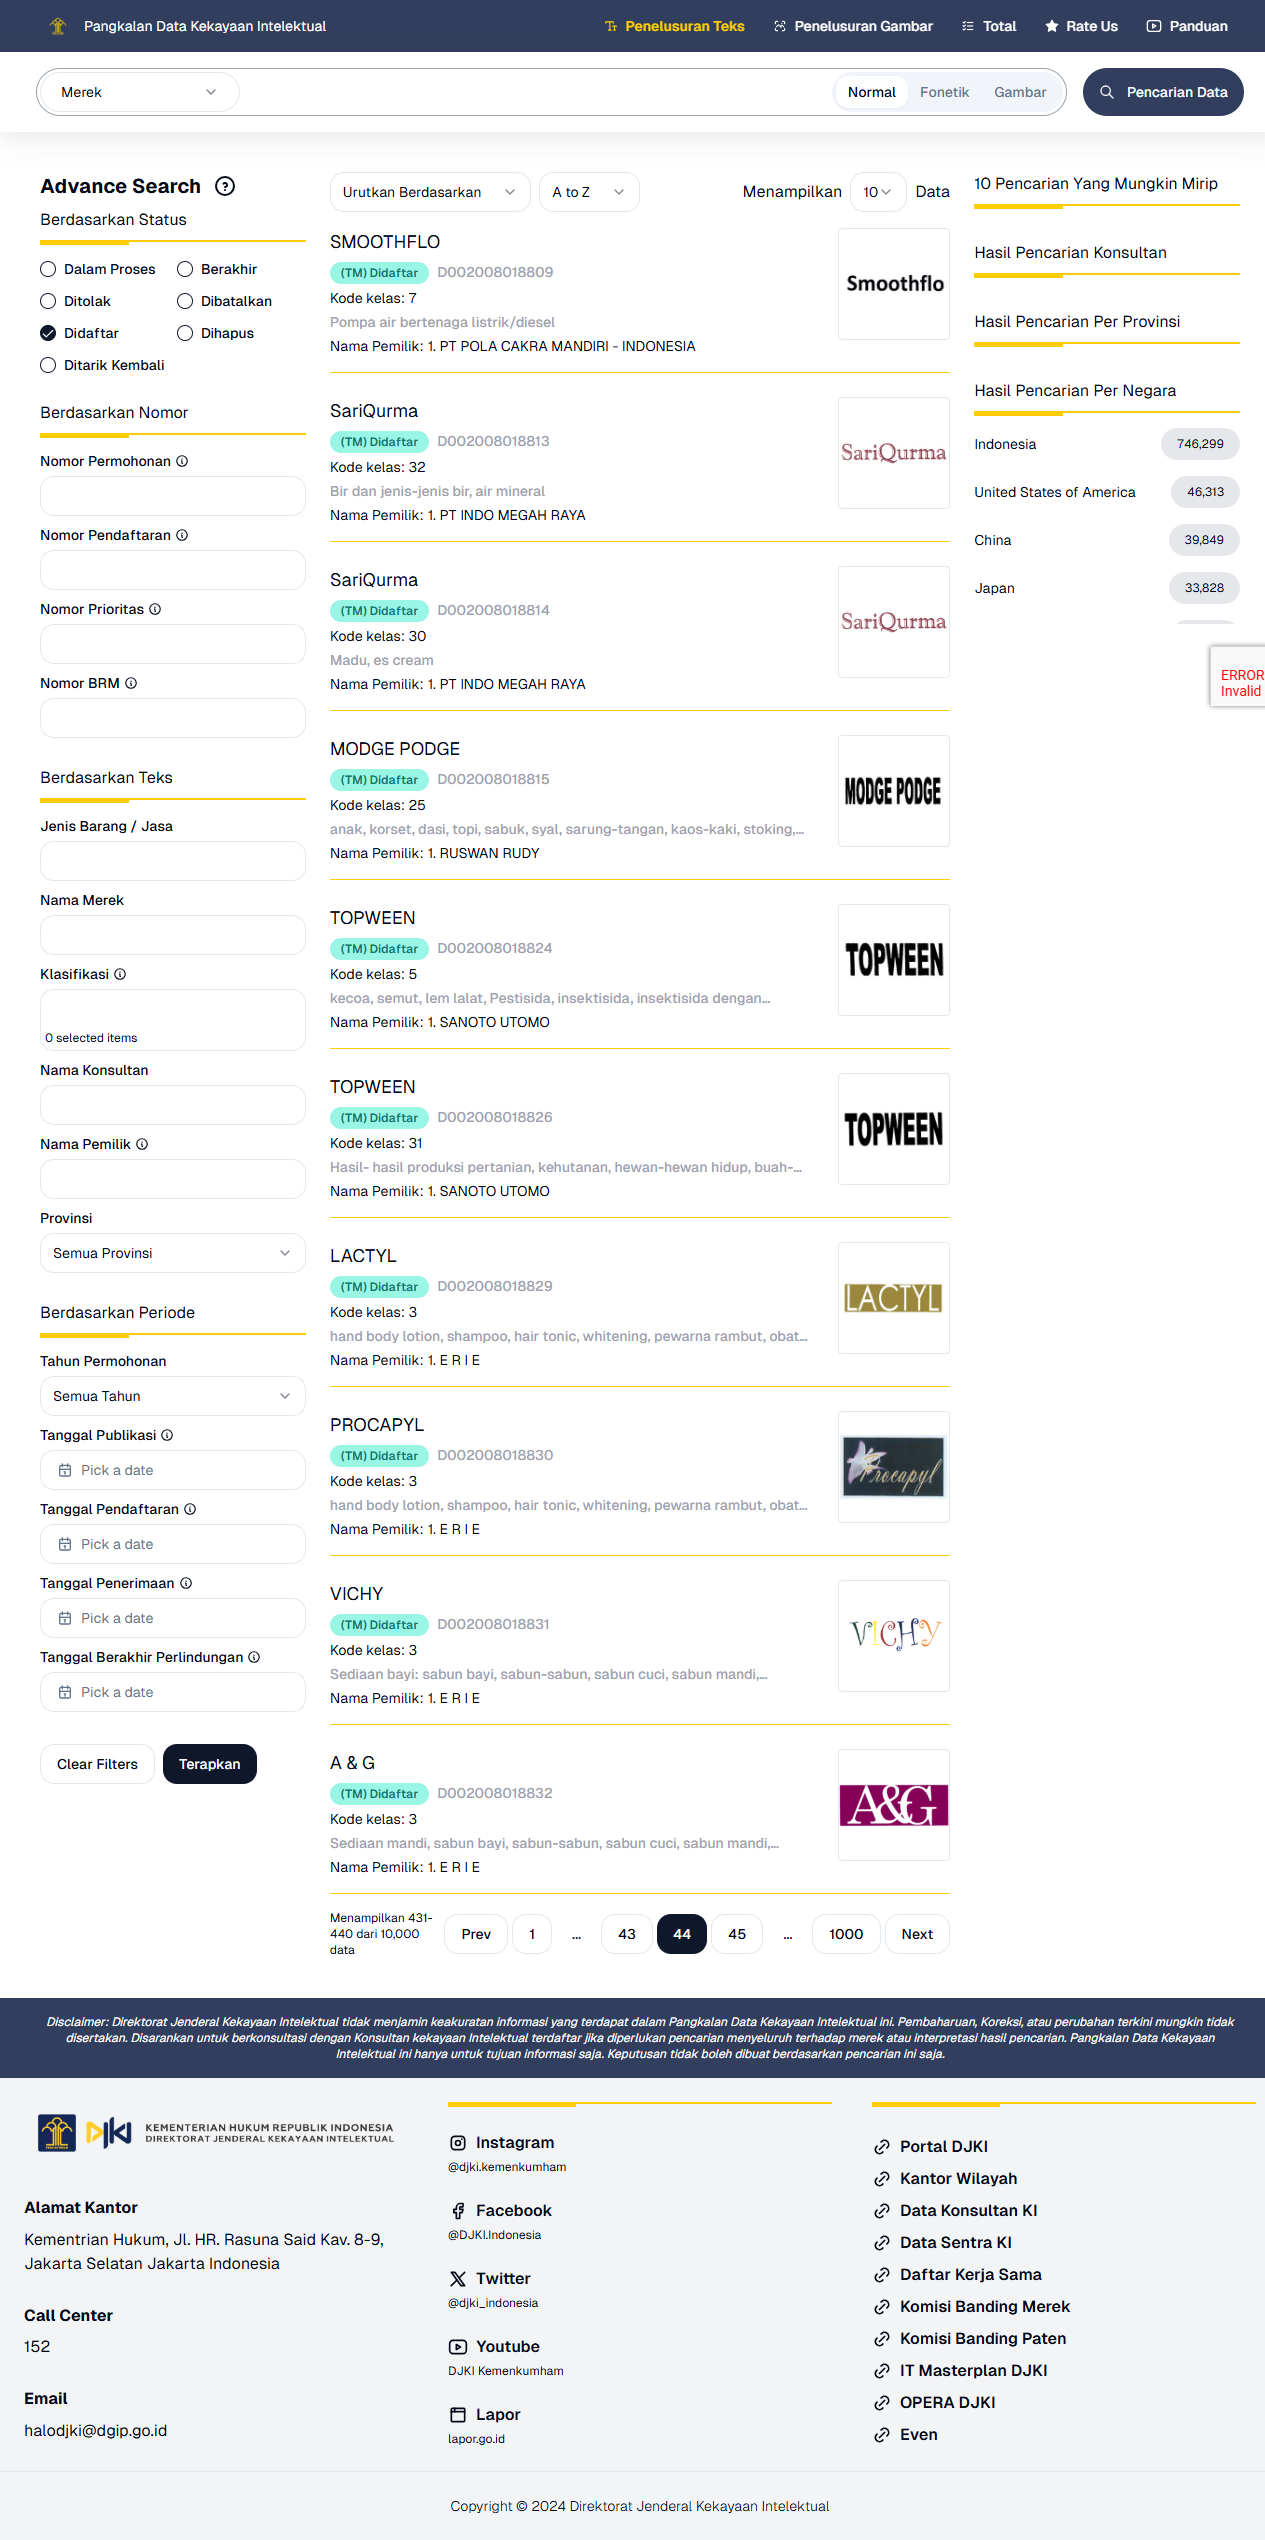 Pangkalan Data Kekayaan Intelektual
Penelusuran Teks
Penelusuran Gambar
Total
Rate Us
Panduan
Merek
Normal
Fonetik
Gambar
Pencarian Data
Advance Search
Berdasarkan Status
Dalam Proses
Berakhir
Ditolak
Dibatalkan
Didaftar
Dihapus
Ditarik Kembali
Berdasarkan Nomor
Nomor Permohonan
Nomor Pendaftaran
Nomor Prioritas
Nomor BRM
Berdasarkan Teks
Jenis Barang / Jasa
Nama Merek
Klasifikasi
0 selected items
Nama Konsultan
Nama Pemilik
Provinsi
Semua Provinsi
Berdasarkan Periode
Tahun Permohonan
Semua Tahun
Tanggal Publikasi
Pick a date
Tanggal Pendaftaran
Pick a date
Tanggal Penerimaan
Pick a date
Tanggal Berakhir Perlindungan
Pick a date
Clear Filters
Terapkan
Urutkan Berdasarkan
A to Z
Menampilkan 10 Data
SMOOTHFLO
(TM) Didaftar D002008018809
Kode kelas: 7
Pompa air bertenaga listrik/diesel
Nama Pemilik: 1. PT POLA CAKRA MANDIRI - INDONESIA
Smoothflo
SariQurma
(TM) Didaftar D002008018813
Kode kelas: 32
Bir dan jenis-jenis bir, air mineral
Nama Pemilik: 1. PT INDO MEGAH RAYA
SariQurma
SariQurma
(TM) Didaftar D002008018814
Kode kelas: 30
Madu, es cream
Nama Pemilik: 1. PT INDO MEGAH RAYA
SariQurma
MODGE PODGE
(TM) Didaftar D002008018815
Kode kelas: 25
anak, korset, dasi, topi, sabuk, syal, sarung-tangan, kaos-kaki, stoking,...
Nama Pemilik: 1. RUSWAN RUDY
MODGE PODGE
TOPWEEN
(TM) Didaftar D002008018824
Kode kelas: 5
kecoa, semut, lem lalat, Pestisida, insektisida, insektisida dengan...
Nama Pemilik: 1. SANOTO UTOMO
TOPWEEN
TOPWEEN
(TM) Didaftar D002008018826
Kode kelas: 31
Hasil- hasil produksi pertanian, kehutanan, hewan-hewan hidup, buah-...
Nama Pemilik: 1. SANOTO UTOMO
TOPWEEN
LACTYL
(TM) Didaftar D002008018829
Kode kelas: 3
hand body lotion, shampoo, hair tonic, whitening, pewarna rambut, obat...
Nama Pemilik: 1. E R I E
LACTYL
PROCAPYL
(TM) Didaftar D002008018830
Kode kelas: 3
hand body lotion, shampoo, hair tonic, whitening, pewarna rambut, obat...
Nama Pemilik: 1. E R I E
Procapyl
VICHY
(TM) Didaftar D002008018831
Kode kelas: 3
Sediaan bayi: sabun bayi, sabun-sabun, sabun cuci, sabun mandi,...
Nama Pemilik: 1. E R I E
VICHY
A & G
(TM) Didaftar D002008018832
Kode kelas: 3
Sediaan mandi, sabun bayi, sabun-sabun, sabun cuci, sabun mandi,...
Nama Pemilik: 1. E R I E
A&G
Menampilkan 431-
440 dari 10,000
data
Prev 1 ... 43 44 45 ... 1000 Next
10 Pencarian Yang Mungkin Mirip
Hasil Pencarian Konsultan
Hasil Pencarian Per Provinsi
Hasil Pencarian Per Negara
Indonesia 746,299
United States of America 46,313
China 39,849
Japan 33,828
ERROR
Invalid
Disclaimer: Direktorat Jenderal Kekayaan Intelektual tidak menjamin keakuratan informasi yang terdapat dalam Pangkalan Data Kekayaan Intelektual ini. Pembaharuan, Koreksi, atau perubahan terkini mungkin tidak
disertakan. Disarankan untuk berkonsultasi dengan Konsultan kekayaan Intelektual terdaftar jika diperlukan pencarian menyeluruh terhadap merek atau interpretasi hasil pencarian. Pangkalan Data Kekayaan
Intelektual ini hanya untuk tujuan informasi saja. Keputusan tidak boleh dibuat berdasarkan pencarian ini saja.
DJKI
KEMENTERIAN HUKUM REPUBLIK INDONESIA
DIREKTORAT JENDERAL KEKAYAAN INTELEKTUAL
Alamat Kantor
Kementrian Hukum, Jl. HR. Rasuna Said Kav. 8-9,
Jakarta Selatan Jakarta Indonesia
Call Center
152
Email
halodjki@dgip.go.id
Instagram
@djki.kemenkumham
Facebook
@DJKI.Indonesia
Twitter
@djki_indonesia
Youtube
DJKI Kemenkumham
Lapor
lapor.go.id
Portal DJKI
Kantor Wilayah
Data Konsultan KI
Data Sentra KI
Daftar Kerja Sama
Komisi Banding Merek
Komisi Banding Paten
IT Masterplan DJKI
OPERA DJKI
Even
Copyright © 2024 Direktorat Jenderal Kekayaan Intelektual